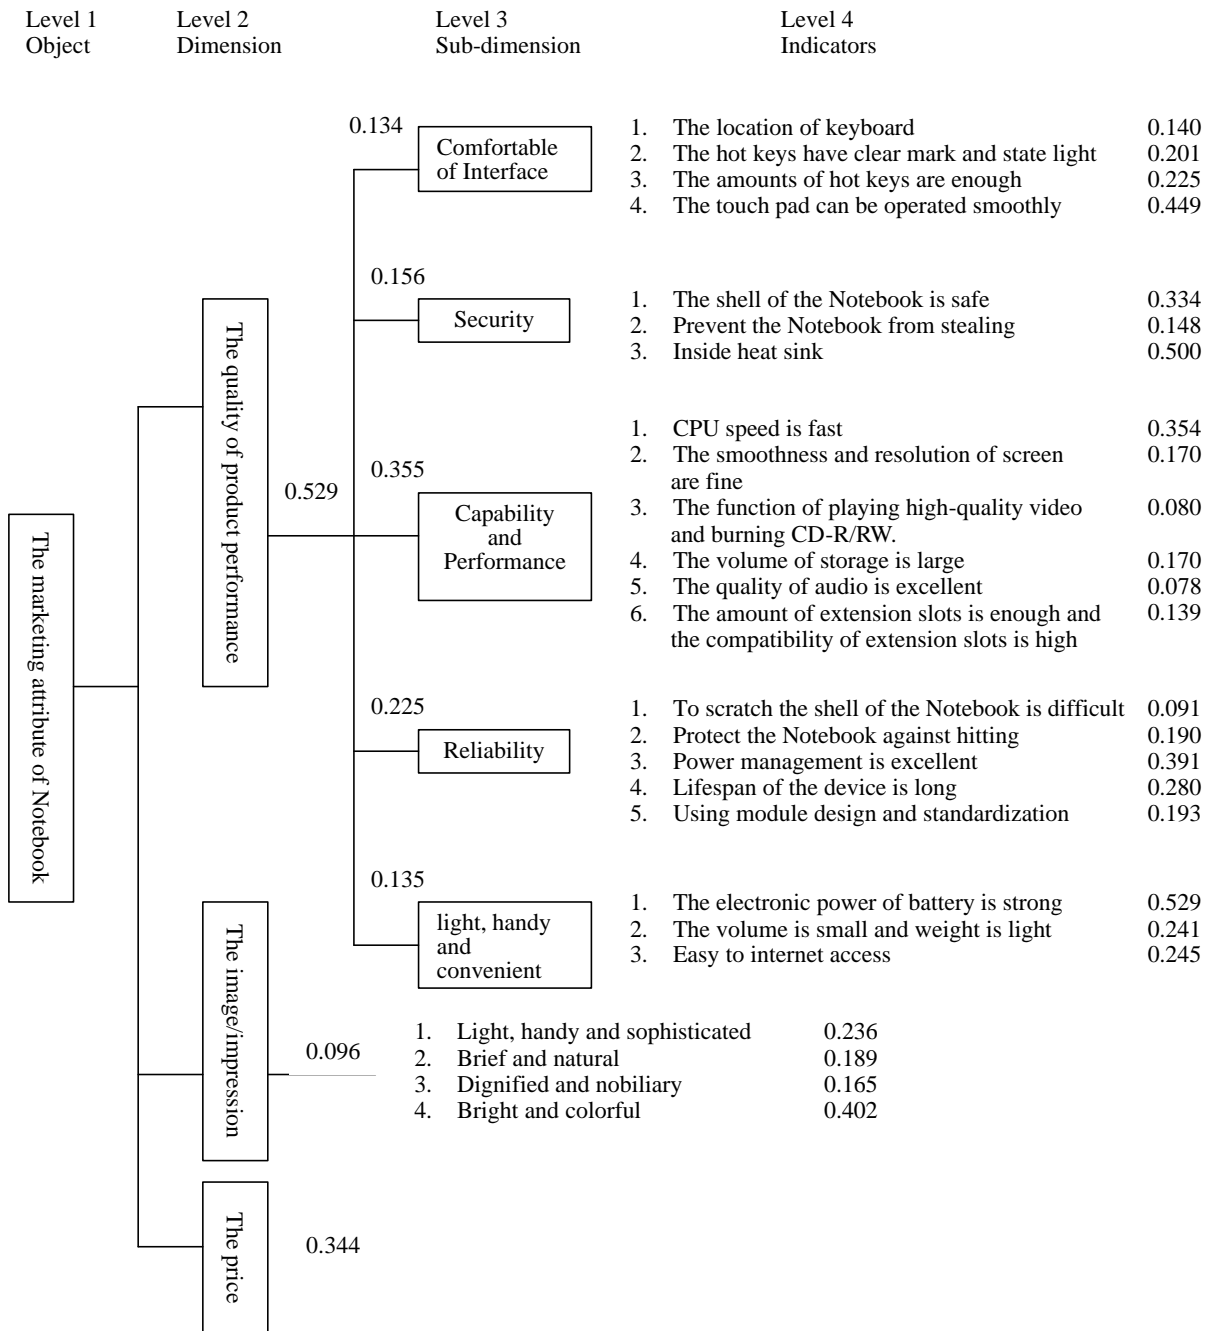 Level 1 Level 2 Level 3 Level 4
Object Dimension Sub-dimension Indicators
0.134
Comfortable
of Interface
1. The location of keyboard 0.140
2. The hot keys have clear mark and state light 0.201
3. The amounts of hot keys are enough 0.225
4. The touch pad can be operated smoothly 0.449
0.156
Security
1. The shell of the Notebook is safe 0.334
2. Prevent the Notebook from stealing 0.148
3. Inside heat sink 0.500
The quality of product performance
0.529
0.355
Capability
and
Performance
1. CPU speed is fast 0.354
2. The smoothness and resolution of screen 0.170
are fine
3. The function of playing high-quality video 0.080
and burning CD-R/RW.
4. The volume of storage is large 0.170
5. The quality of audio is excellent 0.078
6. The amount of extension slots is enough and 0.139
the compatibility of extension slots is high
The marketing attribute of Notebook
0.225
Reliability
1. To scratch the shell of the Notebook is difficult 0.091
2. Protect the Notebook against hitting 0.190
3. Power management is excellent 0.391
4. Lifespan of the device is long 0.280
5. Using module design and standardization 0.193
0.135
light, handy
and
convenient
1. The electronic power of battery is strong 0.529
2. The volume is small and weight is light 0.241
3. Easy to internet access 0.245
The image/impression
0.096
1. Light, handy and sophisticated 0.236
2. Brief and natural 0.189
3. Dignified and nobiliary 0.165
4. Bright and colorful 0.402
The price
0.344